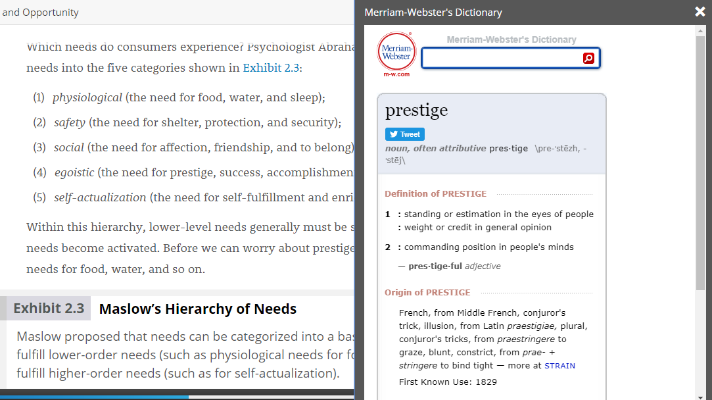 and Opportunity
Which needs do consumers experience? Psychologist Abraha
needs into the five categories shown in Exhibit 2.3:
(1) physiological (the need for food, water, and sleep);
(2) safety (the need for shelter, protection, and security);
(3) social (the need for affection, friendship, and to belong)
(4) egoistic (the need for prestige, success, accomplishmen
(5) self-actualization (the need for self-fulfillment and enri
Within this hierarchy, lower-level needs generally must be s
needs become activated. Before we can worry about prestige
needs for food, water, and so on.
Exhibit 2.3 Maslow's Hierarchy of Needs
Maslow proposed that needs can be categorized into a bas
fulfill lower-order needs (such as physiological needs for fo
fulfill higher-order needs (such as for self-actualization).
Merriam-Webster's Dictionary
Merriam-Webster's Dictionary
Merriam-
Webster
m-w.com
prestige
Tweet
noun, often attributive pres·tige \pre-ˈstēzh, -
ˈstēj\
Definition of PRESTIGE
1 : standing or estimation in the eyes of people
: weight or credit in general opinion
2 : commanding position in people's minds
— pres·tige·ful adjective
Origin of PRESTIGE
French, from Middle French, conjuror's
trick, illusion, from Latin praestigiae, plural,
conjuror's tricks, from praestringere to
graze, blunt, constrict, from prae- +
stringere to bind tight — more at STRAIN
First Known Use: 1829